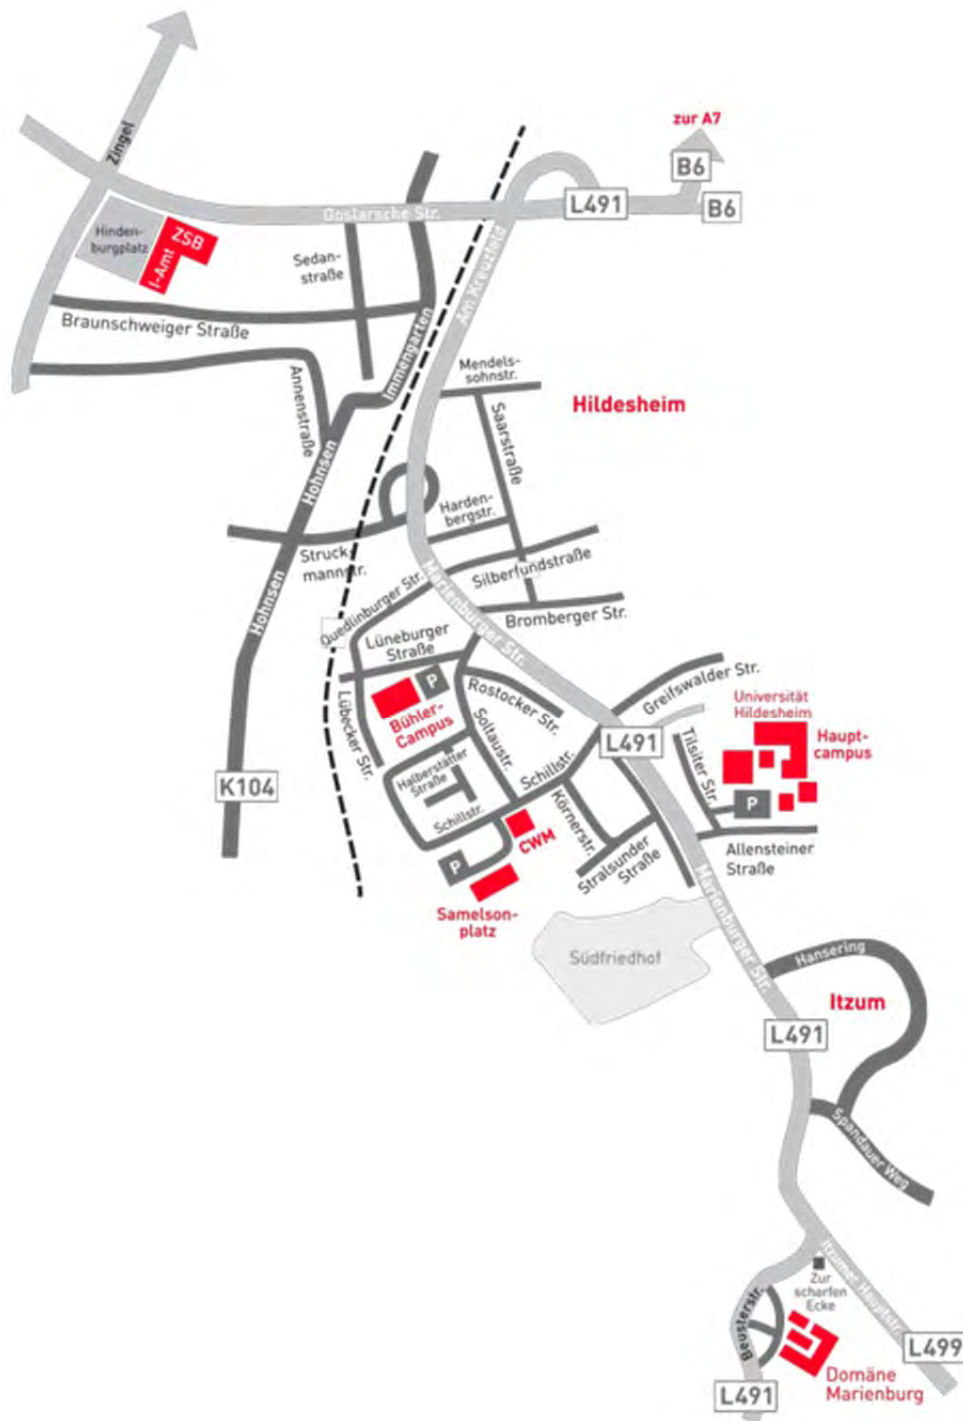 zur A7
Zingel
B6
L491
B6
Goslarsche Str.
Hinden-
burgplatz
ZSB
I-Amt
Sedan-
straße
Am Kreuzfeld
Braunschweiger Straße
Immengarten
Mendels-
sohnstr.
Annenstraße
Hildesheim
Saarstraße
Hohnsen
Harden-
bergstr.
Struck-
mannstr.
Silberfundstraße
Marienburger Str.
Quedlinburger Str.
Hohnsen
Bromberger Str.
Lüneburger
Straße
Greifswalder Str.
P
Rostocker Str.
Lübecker Str.
Bühler-
Campus
Soltaustr.
Universität
Hildesheim
Haupt-
campus
L491
Tilsiter Str.
K104
Halberstätter
Straße
Schillstr.
P
Körnerstr.
Schillstr.
CWM
Stralsunder
Straße
Allensteiner
Straße
P
Marienburger Str.
Samelson-
platz
Südfriedhof
Hansering
Itzum
L491
Spandauer Weg
Itzumer Hauptstr.
Zur
scharfen
Ecke
Beusterstr.
L499
Domäne
Marienburg
L491